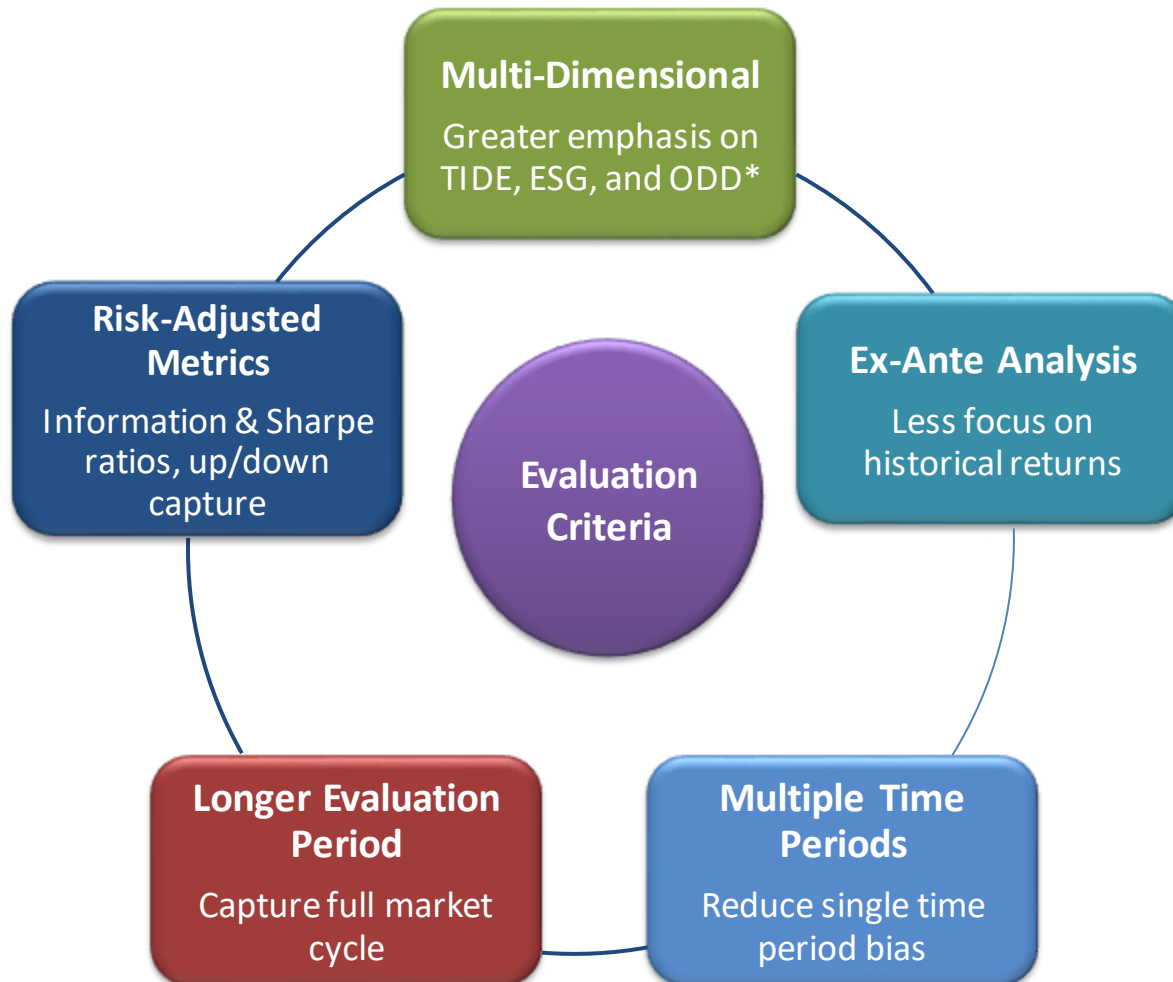 Multi-Dimensional
Greater emphasis on
TIDE, ESG, and ODD*
Risk-Adjusted
Metrics
Information & Sharpe
ratios, up/down
capture
Ex-Ante Analysis
Less focus on
historical returns
Evaluation
Criteria
Longer Evaluation
Period
Capture full market
cycle
Multiple Time
Periods
Reduce single time
period bias